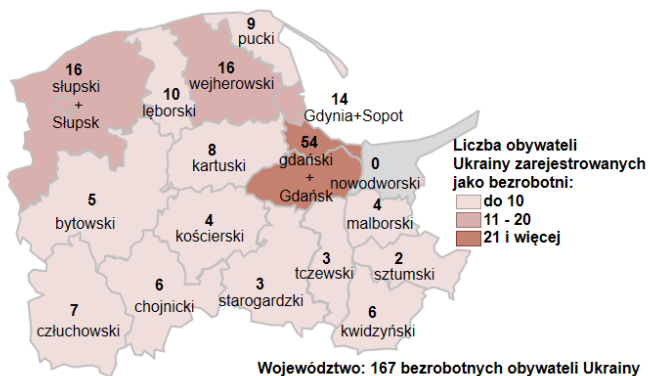 9
pucki
16
słupski
+
Słupsk
16
wejherowski
10
lęborski
14
Gdynia+Sopot
54
gdański
+
Gdańsk
8
kartuski
0
nowodworski
Liczba obywateli
Ukrainy zarejestrowanych
jako bezrobotni:
do 10
11 - 20
21 i więcej
5
bytowski
4
kościerski
4
malborski
3
tczewski
2
sztumski
6
chojnicki
3
starogardzki
7
człuchowski
6
kwidzyński
Województwo: 167 bezrobotnych obywateli Ukrainy